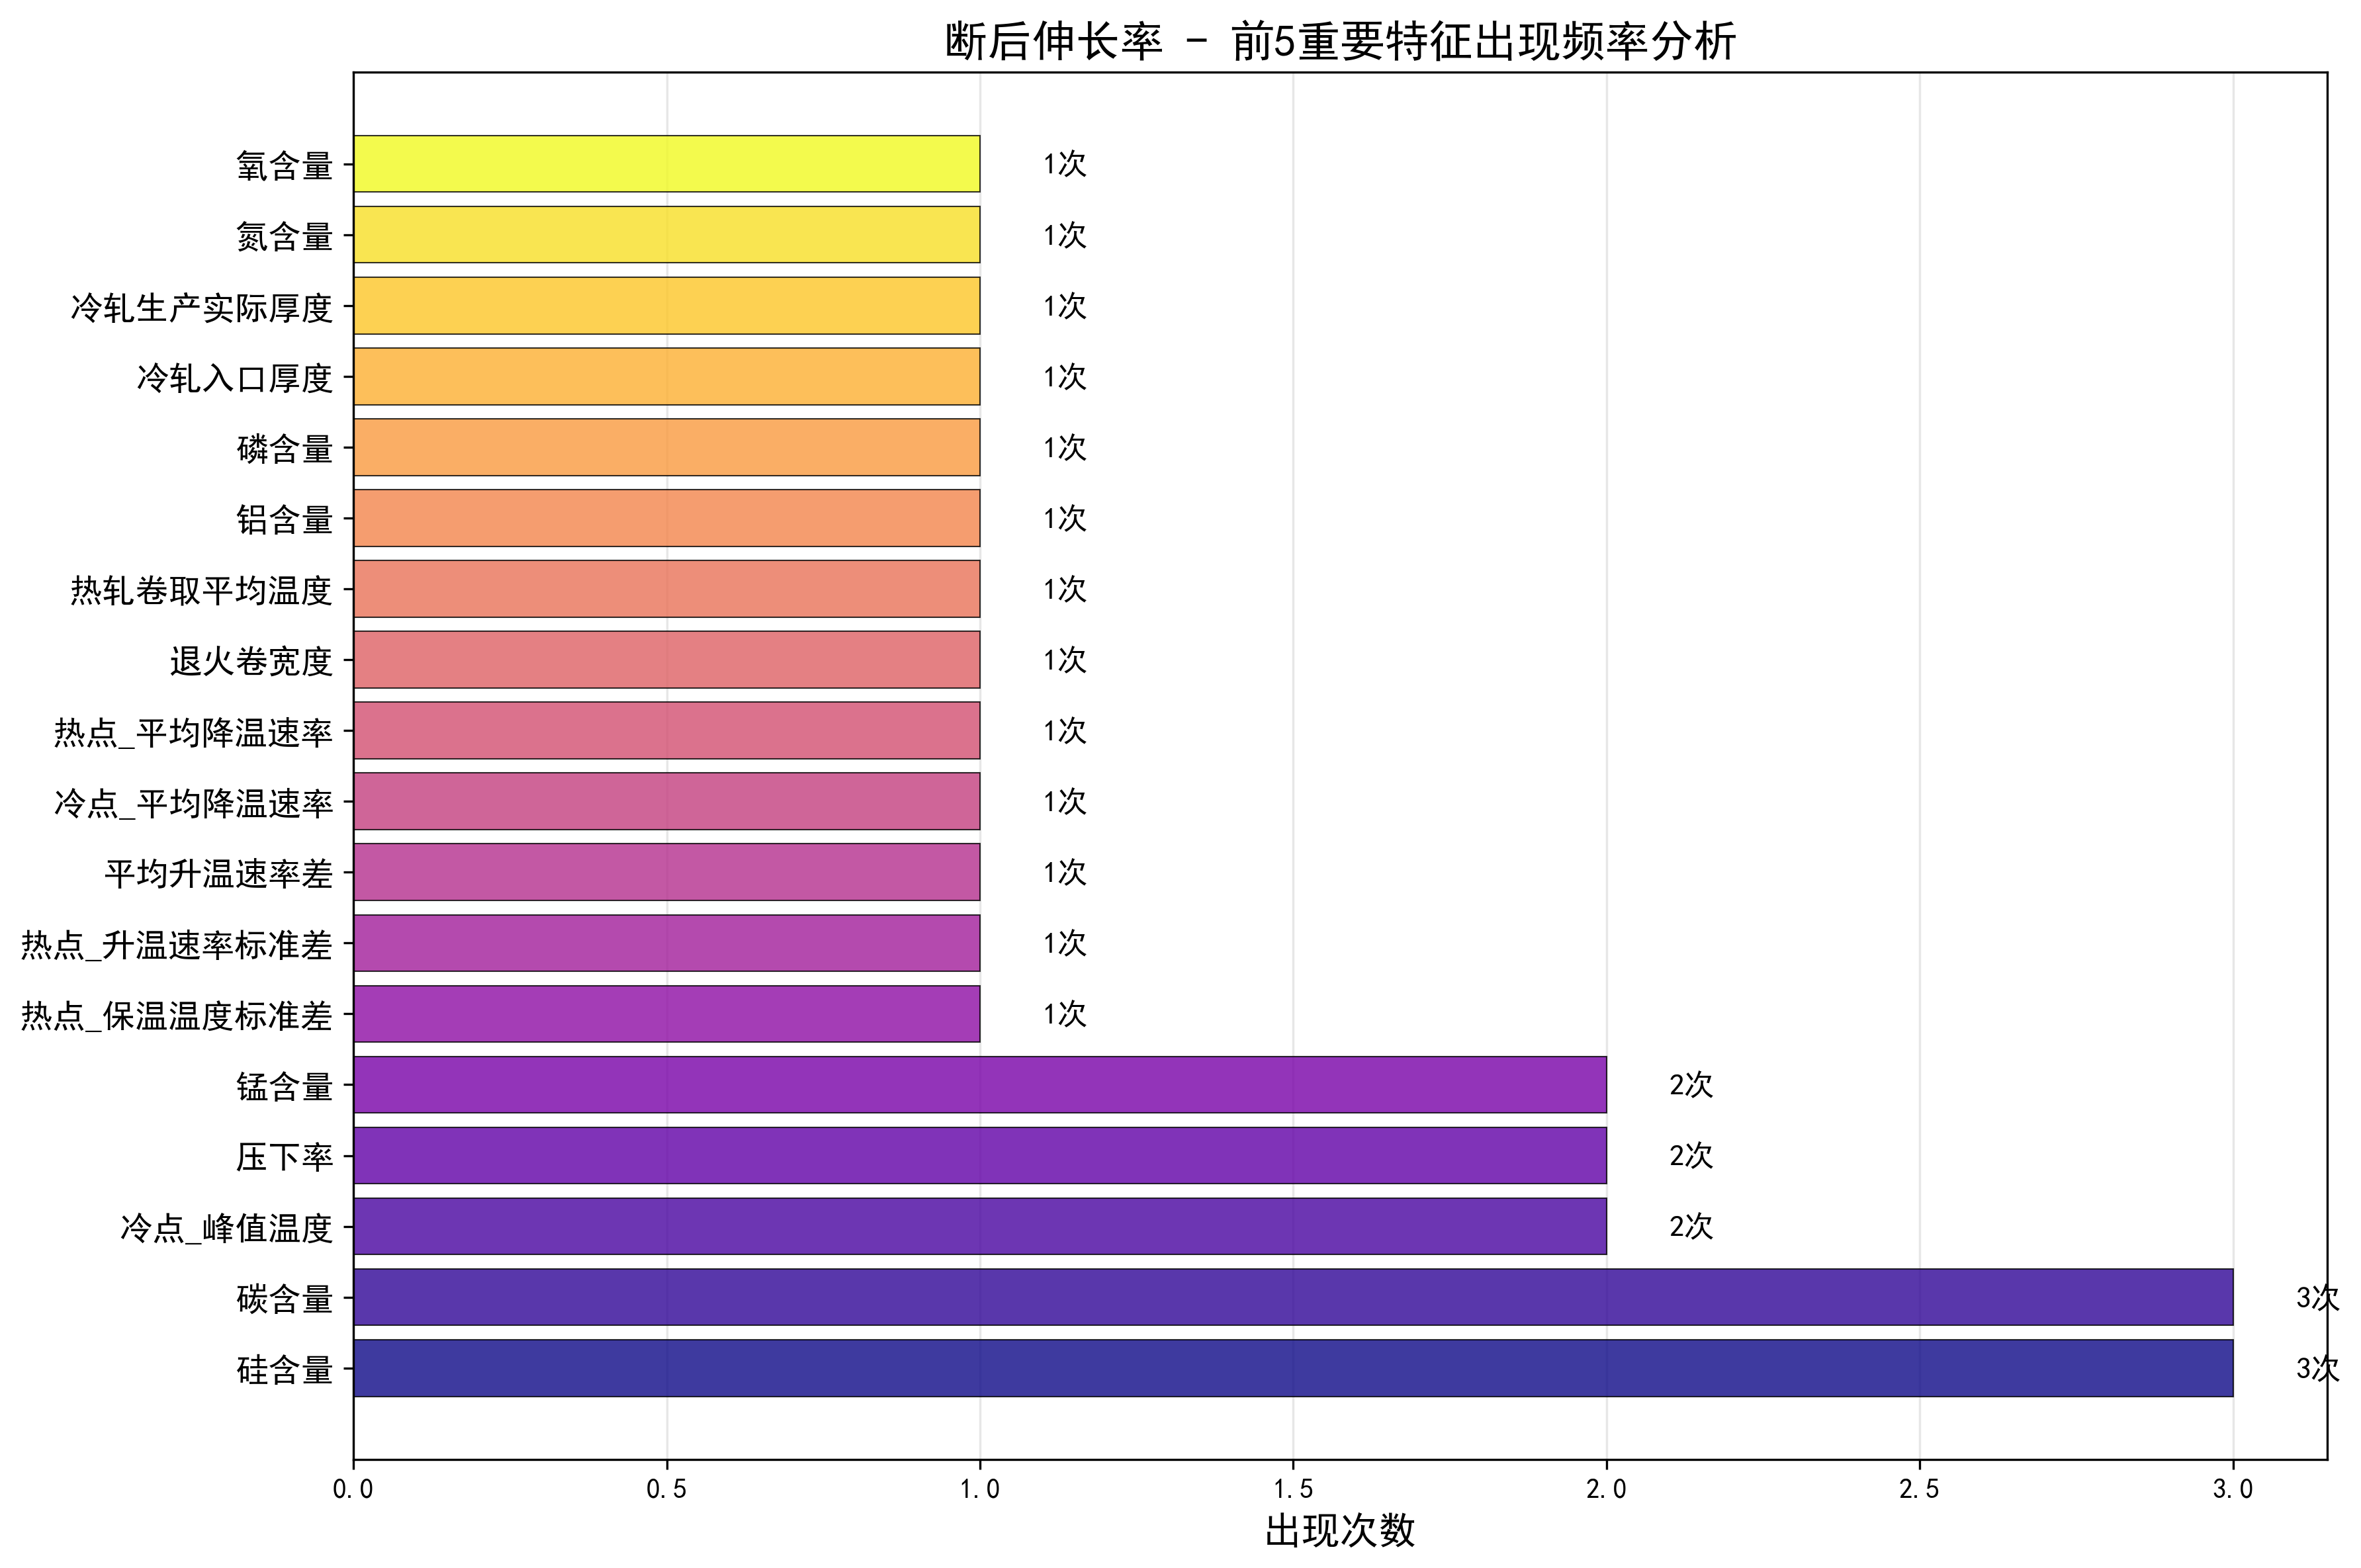 断后伸长率 - 前5重要特征出现频率分析
氧含量 1次
氮含量 1次
冷轧生产实际厚度 1次
冷轧入口厚度 1次
磷含量 1次
铝含量 1次
热轧卷取平均温度 1次
退火卷宽度 1次
热点_平均降温速率 1次
冷点_平均降温速率 1次
平均升温速率差 1次
热点_升温速率标准差 1次
热点_保温温度标准差 1次
锰含量 2次
压下率 2次
冷点_峰值温度 2次
碳含量 3次
硅含量 3次
0.0 0.5 1.0 1.5 2.0 2.5 3.0
出现次数